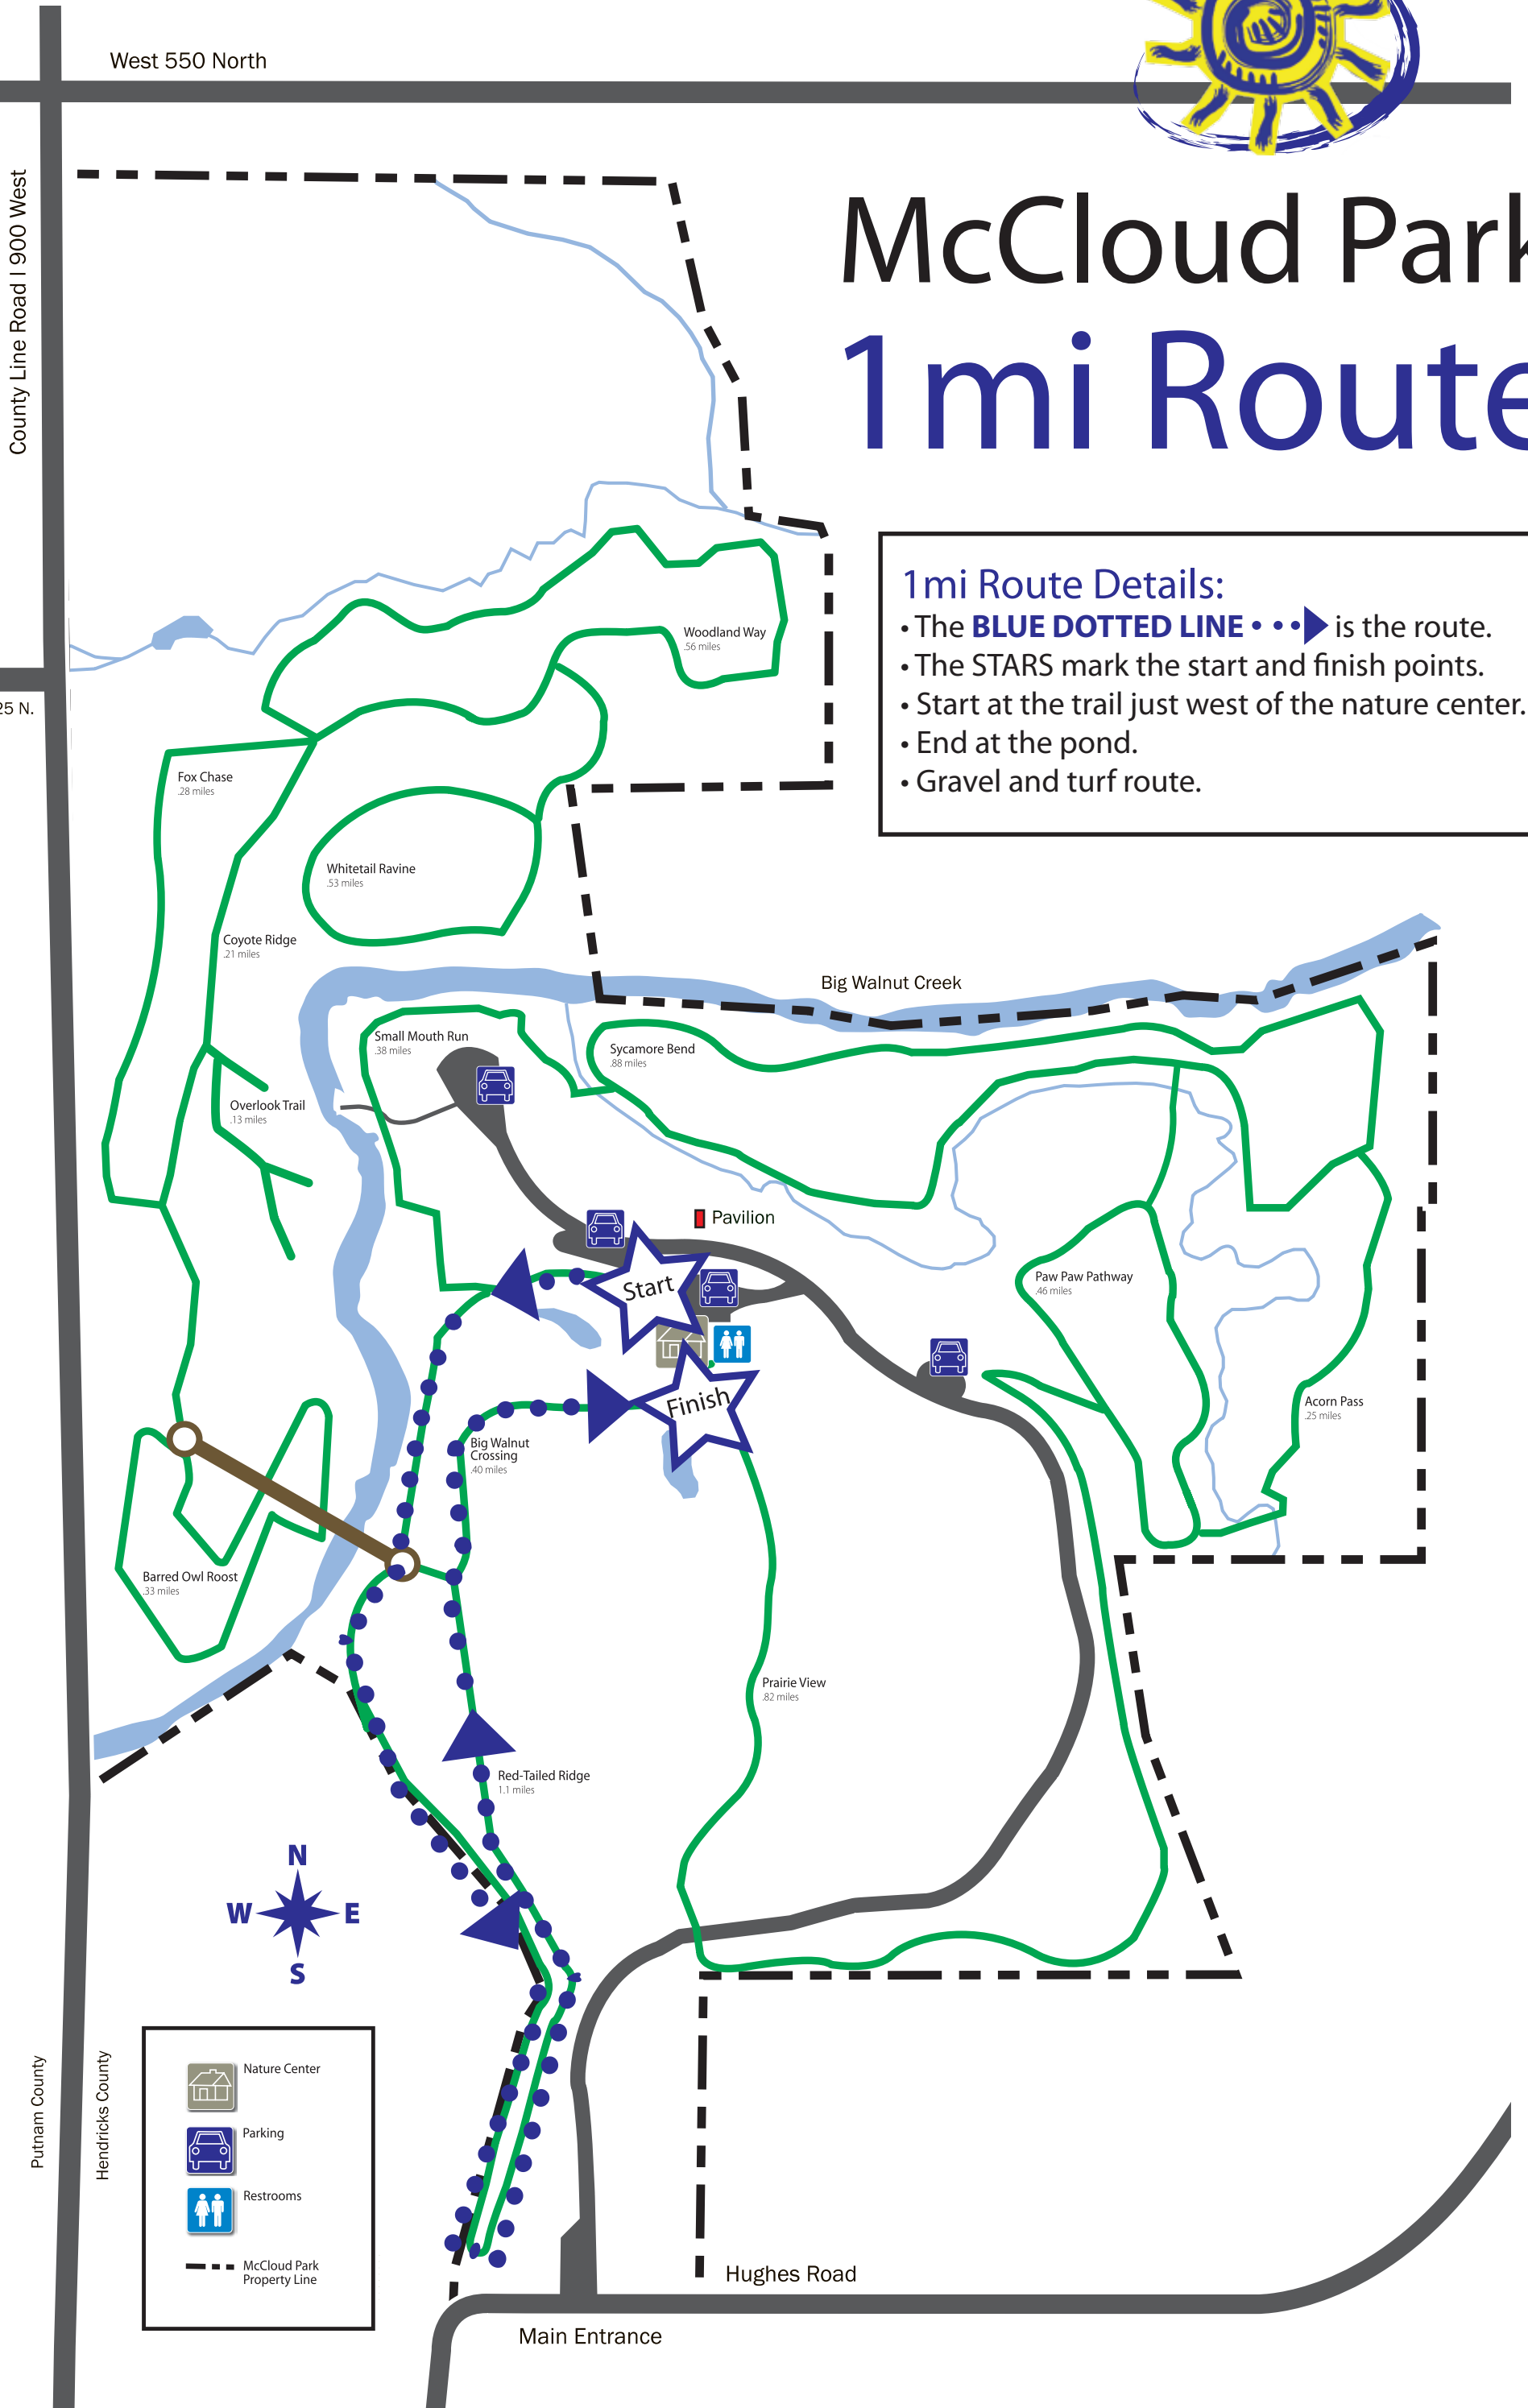 West 550 North
County Line Road I 900 West
McCloud Park
1mi Route
1mi Route Details:
• The BLUE DOTTED LINE is the route.
• The STARS mark the start and finish points.
• Start at the trail just west of the nature center.
• End at the pond.
• Gravel and turf route.
Woodland Way
.56 miles
25 N.
Fox Chase
.28 miles
Whitetail Ravine
.53 miles
Coyote Ridge
.21 miles
Big Walnut Creek
Small Mouth Run
.38 miles
Sycamore Bend
.88 miles
Overlook Trail
.13 miles
Pavilion
Start
Paw Paw Pathway
.46 miles
Finish
Acorn Pass
.25 miles
Big Walnut
Crossing
.40 miles
Barred Owl Roost
.33 miles
Prairie View
.82 miles
Red-Tailed Ridge
1.1 miles
N
W E
S
Putnam County
Hendricks County
Nature Center
Parking
Restrooms
McCloud Park
Property Line
Hughes Road
Main Entrance